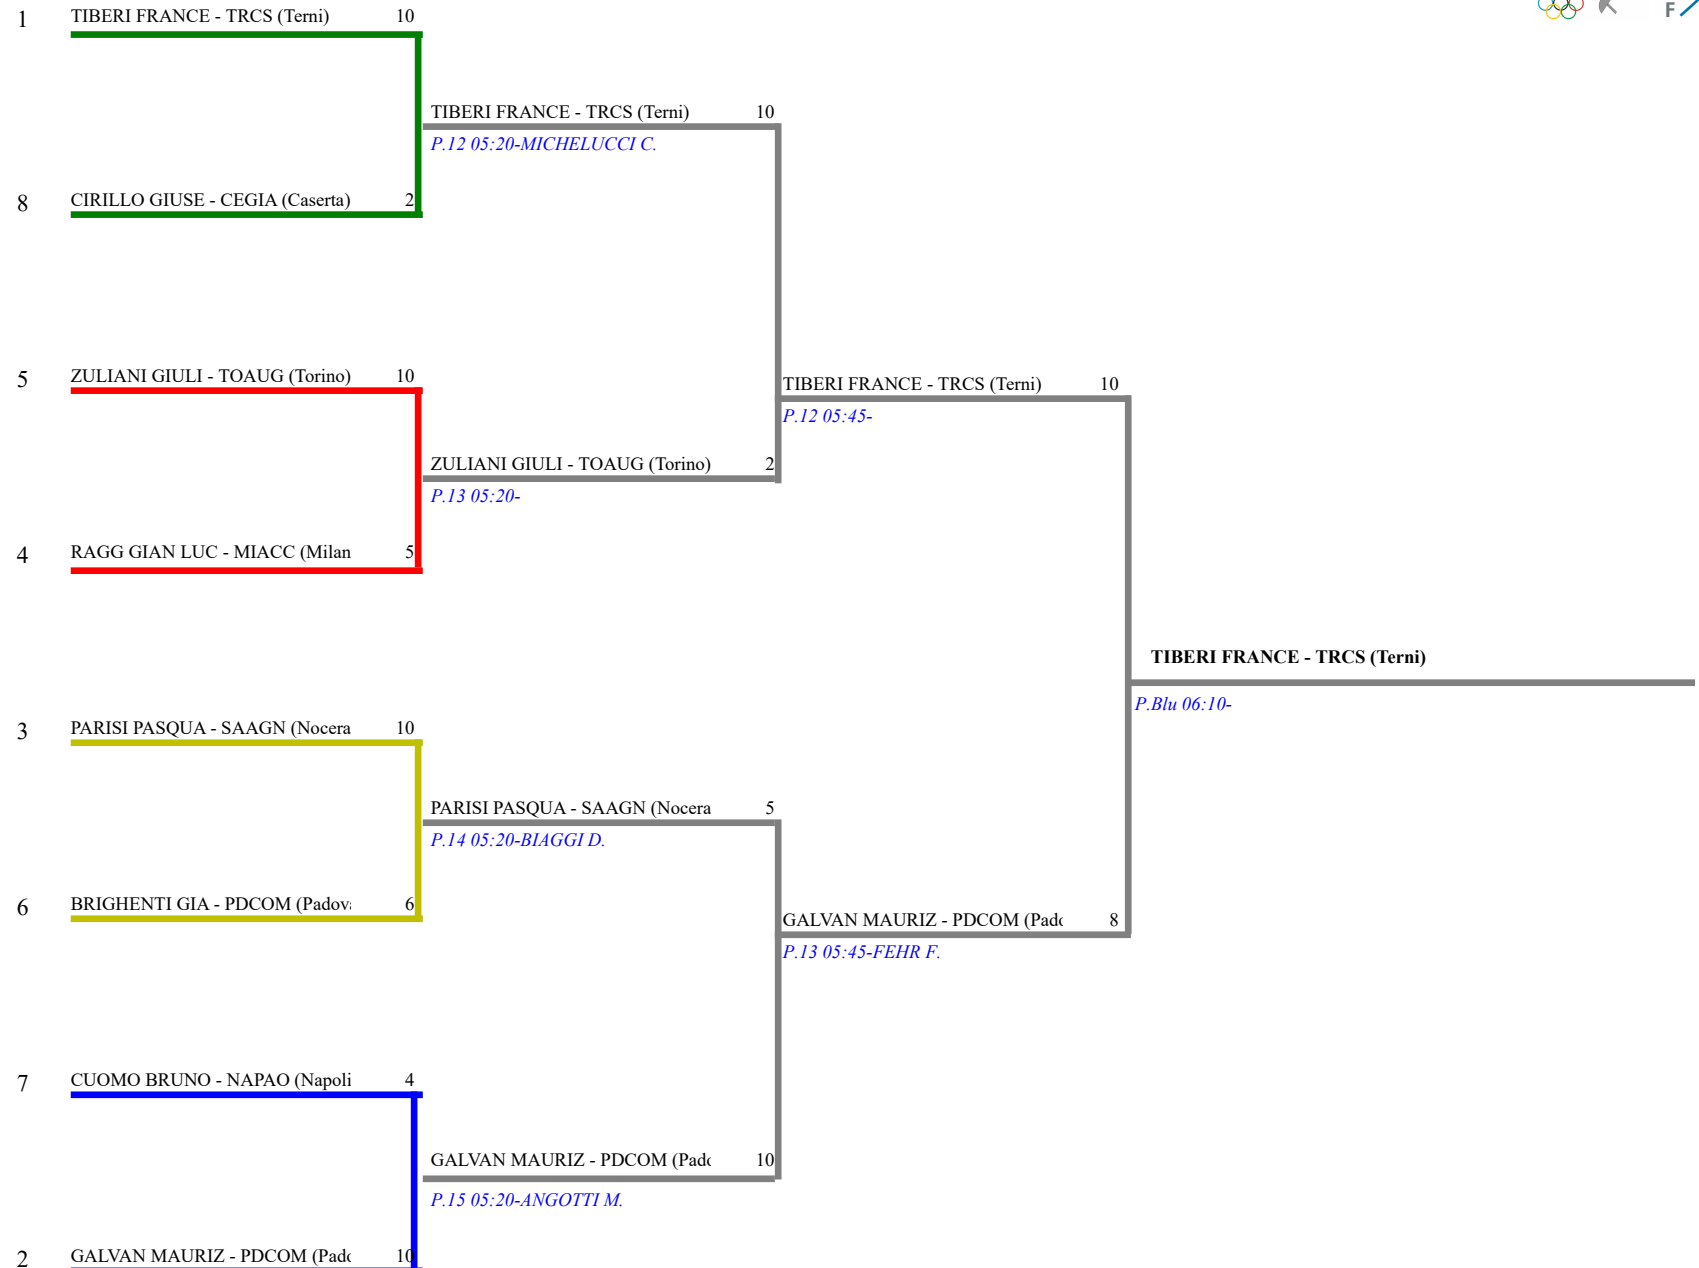 1 TIBERI FRANCE - TRCS (Terni) 10
F
TIBERI FRANCE - TRCS (Terni) 10
P.12 05:20-MICHELUCCI C.
8 CIRILLO GIUSE - CEGIA (Caserta) 2
5 ZULIANI GIULI - TOAUG (Torino) 10
TIBERI FRANCE - TRCS (Terni) 10
P.12 05:45-
ZULIANI GIULI - TOAUG (Torino) 2
P.13 05:20-
4 RAGG GIAN LUC - MIACC (Milan 5
TIBERI FRANCE - TRCS (Terni)
P.Blu 06:10-
3 PARISI PASQUA - SAAGN (Nocera 10
PARISI PASQUA - SAAGN (Nocera 5
P.14 05:20-BIAGGI D.
6 BRIGHENTI GIA - PDCOM (Padova 6
GALVAN MAURIZ - PDCOM (Pado 8
P.13 05:45-FEHR F.
7 CUOMO BRUNO - NAPAO (Napoli 4
GALVAN MAURIZ - PDCOM (Pado 10
P.15 05:20-ANGOTTI M.
2 GALVAN MAURIZ - PDCOM (Pado 10